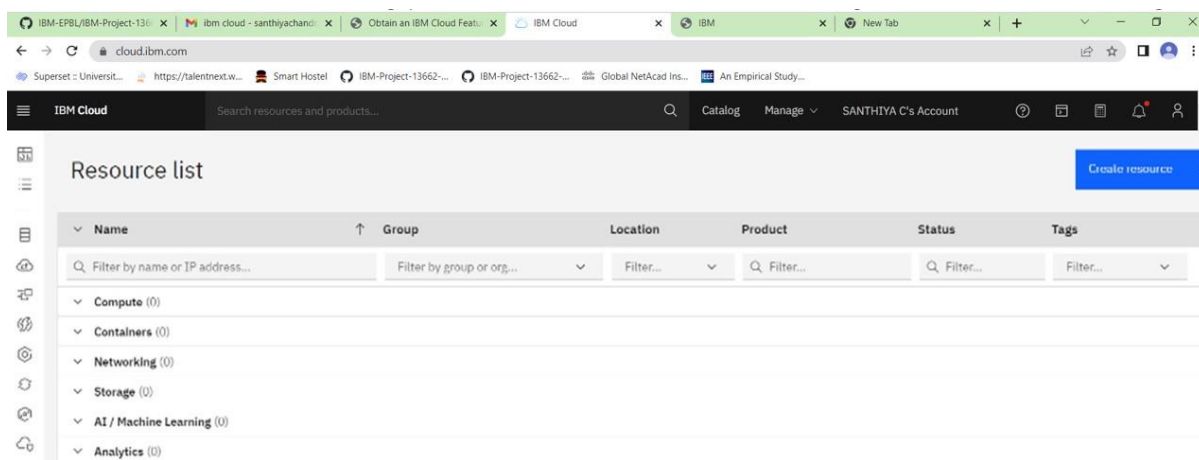 IBM-EPBL/IBM-Project-136
ibm cloud - santhiyachand
Obtain an IBM Cloud Featu
IBM Cloud
IBM
New Tab
cloud.ibm.com
Superset :: Universit...
https://talentnext.w...
Smart Hostel
IBM-Project-13662-...
IBM-Project-13662-...
Global NetAcad Ins...
IEEE
An Empirical Study...
IBM Cloud
Search resources and products...
Catalog
Manage
SANTHIYA C's Account
Resource list
Create resource
Name
Group
Location
Product
Status
Tags
Filter by name or IP address...
Filter by group or org...
Filter...
Filter...
Filter...
Filter...
Compute (0)
Containers (0)
Networking (0)
Storage (0)
AI / Machine Learning (0)
Analytics (0)